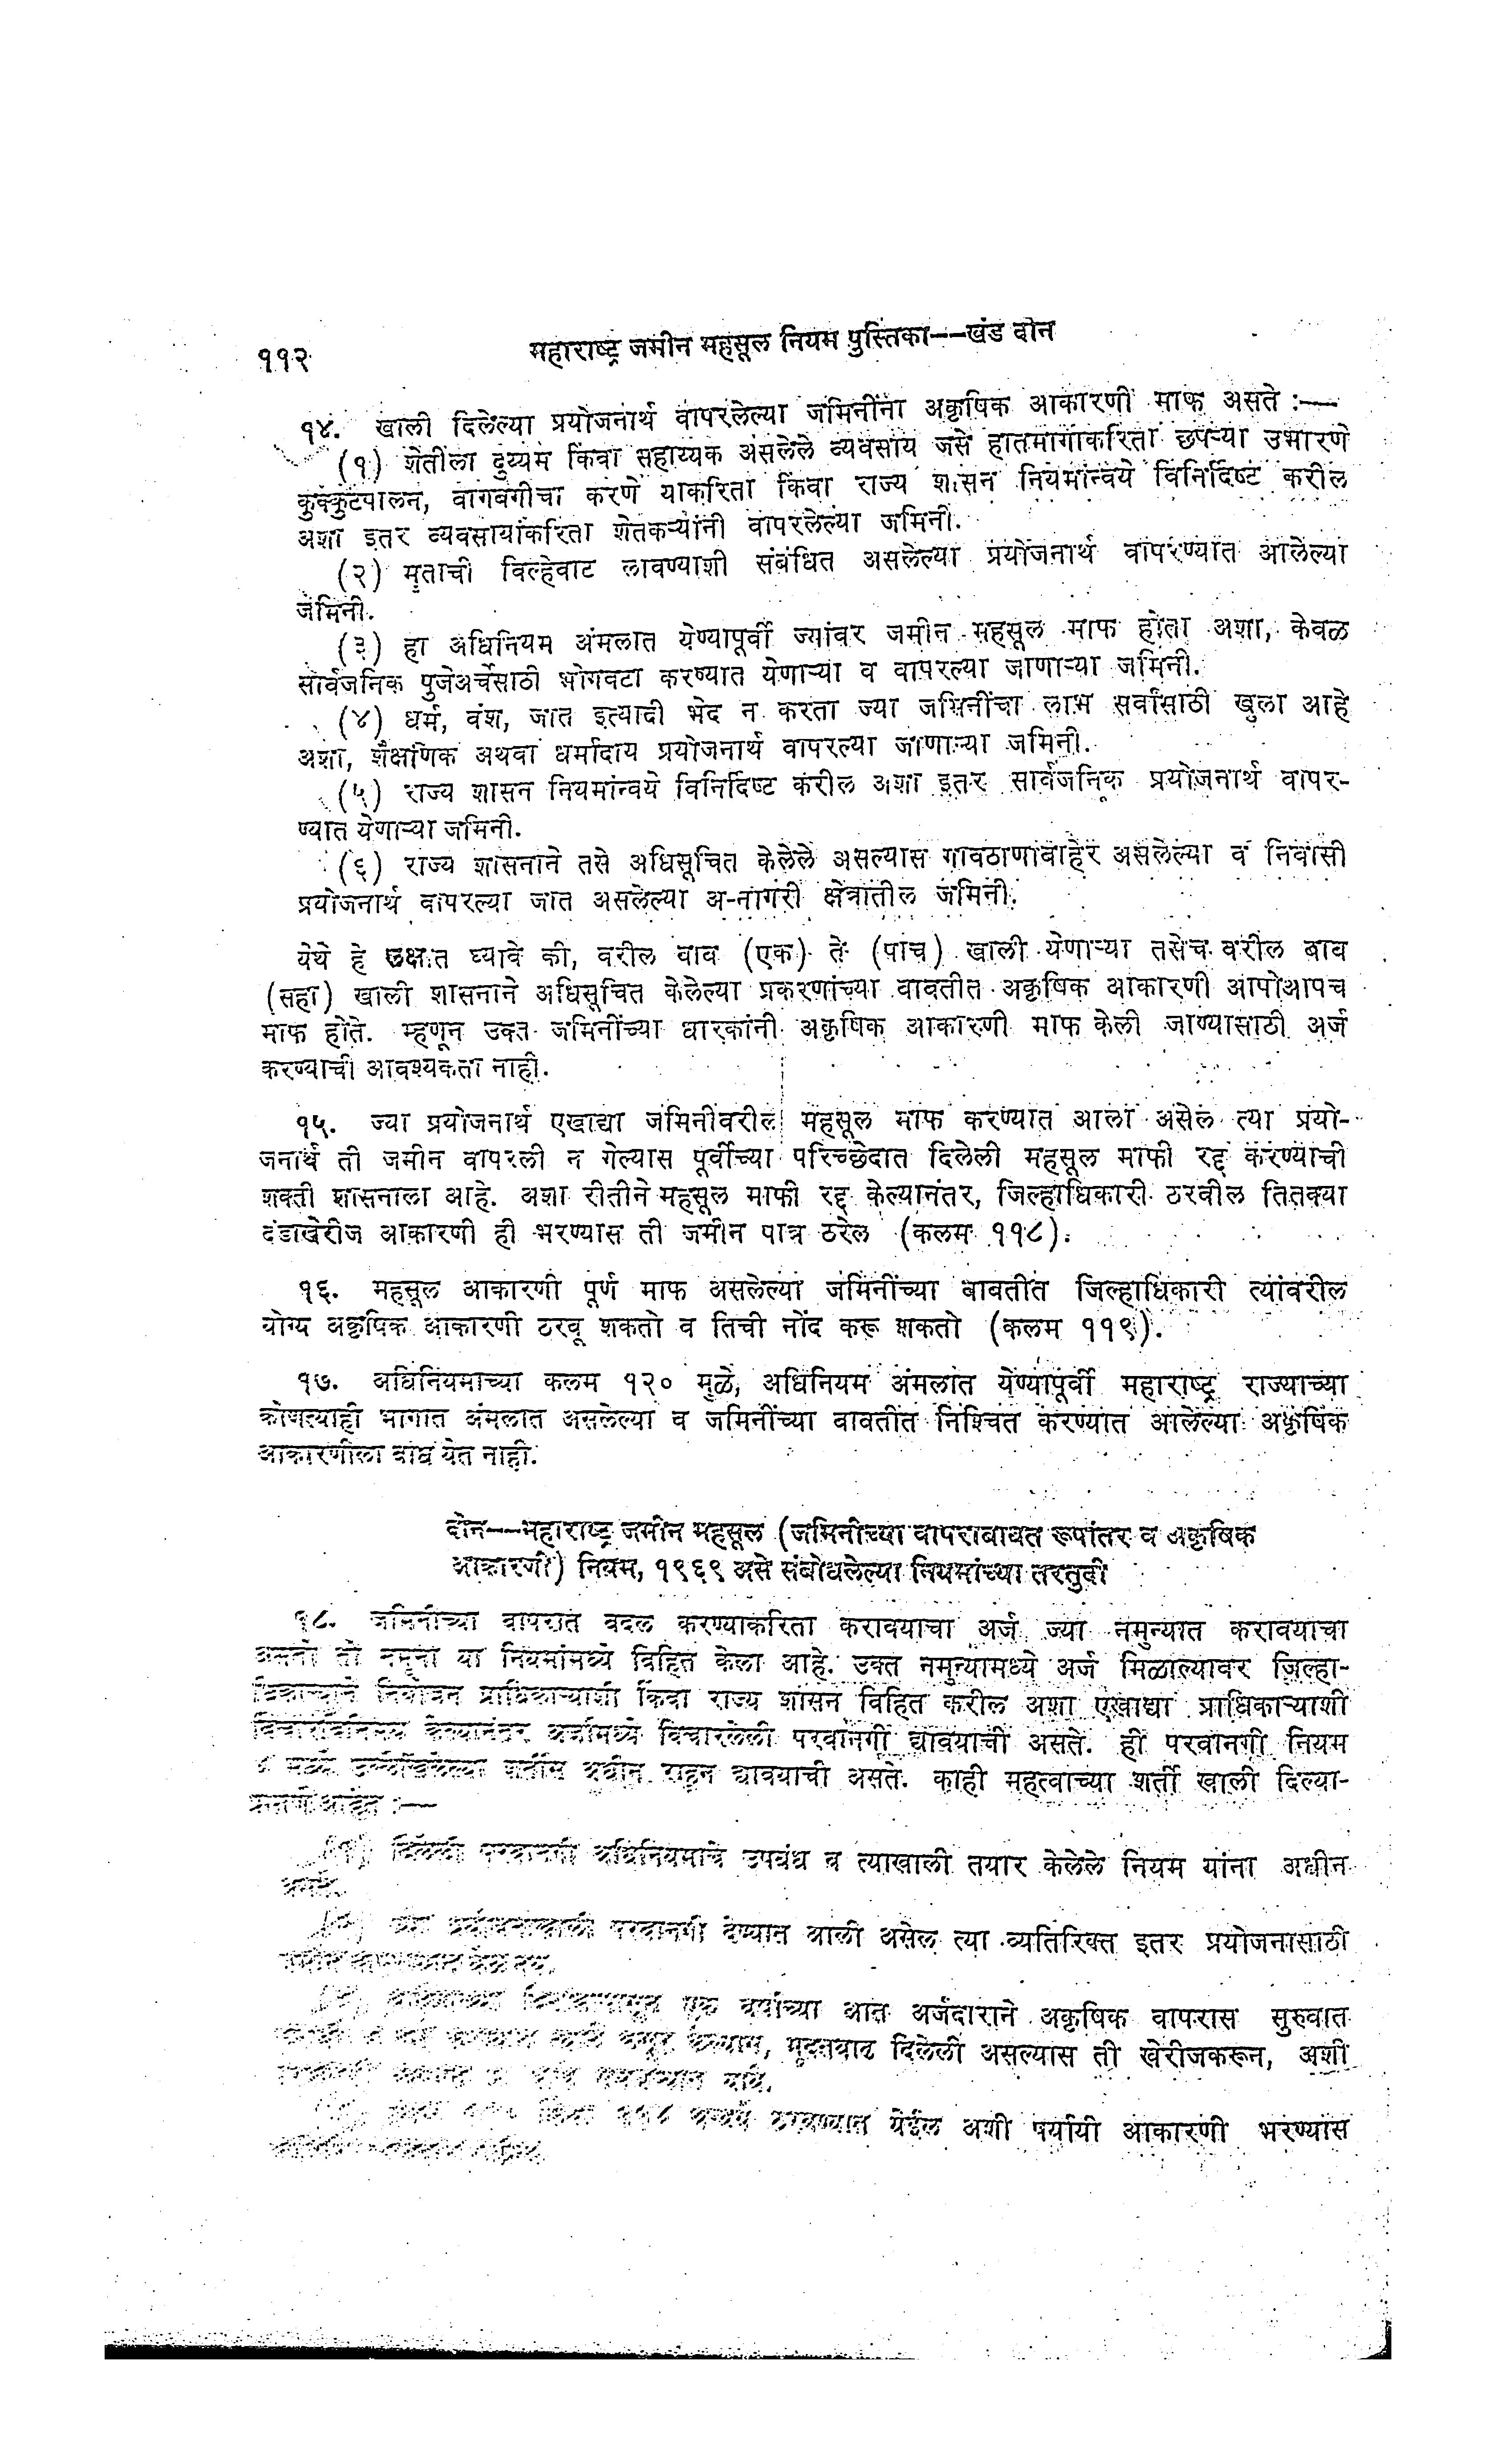 ११२
महाराष्ट्र जमीन महसूल नियम पुस्तिका--खंड दोन
१४. खाली दिलेल्या प्रयोजनार्थ वापरलेल्या जमिनींना अकृषिक आकारणी माफ असते :—
(१) शेतीला दुय्यम किंवा सहाय्यक असलेले व्यवसाय जसे हातमागाकरिता छपऱ्या उभारणे
कुक्कुटपालन, बागबगीचा करणे याकरिता किंवा राज्य शासन नियमान्वये विनिर्दिष्ट करील
अशा इतर व्यवसायांकरिता शेतकऱ्यांनी वापरलेल्या जमिनी.
(२) मृताची विल्हेवाट लावण्याशी संबंधित असलेल्या प्रयोजनार्थ वापरण्यात आलेल्या
जमिनी.
(३) हा अधिनियम अंमलात येण्यापूर्वी ज्यांवर जमीन महसूल माफ होता अशा, केवळ
सार्वजनिक पुजेअर्चेसाठी भोगवटा करण्यात येणाऱ्या व वापरल्या जाणाऱ्या जमिनी.
(४) धर्म, वंश, जात इत्यादी भेद न करता ज्या जमिनींचा लाभ सर्वांसाठी खुला आहे
अशा, शैक्षणिक अथवा धर्मादाय प्रयोजनार्थ वापरल्या जाणाऱ्या जमिनी.
(५) राज्य शासन नियमांन्वये विनिर्दिष्ट करील अशा इतर सार्वजनिक प्रयोजनार्थ वापर-
ण्यात येणाऱ्या जमिनी.
(६) राज्य शासनाने तसे अधिसूचित केलेले असल्यास गावठाणाबाहेर असलेल्या व निवासी
प्रयोजनार्थ वापरल्या जात असलेल्या अ-नागरी क्षेत्रातील जमिनी.
येथे हे लक्षात घ्यावे की, वरील बाब (एक) ते (पाच) खाली येणाऱ्या तसेच वरील बाब
(सहा) खाली शासनाने अधिसूचित केलेल्या प्रकरणांच्या बाबतीत अकृषिक आकारणी आपोआपच
माफ होते. म्हणून उक्त जमिनींच्या धारकांनी अकृषिक आकारणी माफ केली जाण्यासाठी अर्ज
करण्याची आवश्यकता नाही.
१५. ज्या प्रयोजनार्थ एखाद्या जमिनीवरील महसूल माफ करण्यात आला असेल त्या प्रयो-
जनार्थ ती जमीन वापरली न गेल्यास पूर्वीच्या परिच्छेदात दिलेली महसूल माफी रद्द करण्याची
शक्ती शासनाला आहे. अशा रीतीने महसूल माफी रद्द केल्यानंतर, जिल्हाधिकारी ठरवील तितक्या
दंडाखेरीज आकारणी ही भरण्यास ती जमीन पात्र ठरेल (कलम ११८).
१६. महसूल आकारणी पूर्ण माफ असलेल्या जमिनींच्या बाबतीत जिल्हाधिकारी त्यांवरील
योग्य अकृषिक आकारणी ठरवू शकतो व तिची नोंद करू शकतो (कलम ११९).
१७. अधिनियमाच्या कलम १२० मुळे, अधिनियम अंमलात येण्यापूर्वी महाराष्ट्र राज्याच्या
कोणत्याही भागात अंमलात असलेल्या व जमिनींच्या बाबतीत निश्चित करण्यात आलेल्या अकृषिक
आकारणीला बाध येत नाही.
दोन--महाराष्ट्र जमीन महसूल (जमिनीच्या वापराबाबत रूपांतर व अकृषिक
आकारणी) नियम, १९६९ असे संबोधलेल्या नियमांच्या तरतुदी
१८. जमिनीच्या वापरात बदल करण्याकरिता करावयाचा अर्ज ज्या नमुन्यात करावयाचा
असतो तो नमुना या नियमांमध्ये विहित केला आहे. उक्त नमुन्यामध्ये अर्ज मिळाल्यावर जिल्हा-
धिकाऱ्याने नियोजन प्राधिकाऱ्याशी किंवा राज्य शासन विहित करील अशा एखाद्या प्राधिकाऱ्याशी
विचारविनिमय केल्यानंतर अर्जामध्ये विचारलेली परवानगी द्यावयाची असते. ही परवानगी नियम
मध्ये उल्लेखिलेल्या शर्तीस अधीन राहून द्यावयाची असते. काही महत्वाच्या शर्ती खाली दिल्या-
प्रमाणे आहेत :—
(१) दिलेली परवानगी अधिनियमाचे उपबंध व त्याखाली तयार केलेले नियम यांना अधीन
असते.
ज्या प्रयोजनासाठी परवानगी देण्यात आली असेल त्या व्यतिरिक्त इतर प्रयोजनासाठी
एक वर्षाच्या आत अर्जदाराने अकृषिक वापरास सुरुवात
मुदतवाढ दिलेली असल्यास ती खेरीजकरून, अशी
किंवा अन्वये ठरवण्यात येईल अशी पर्यायी आकारणी भरण्यास